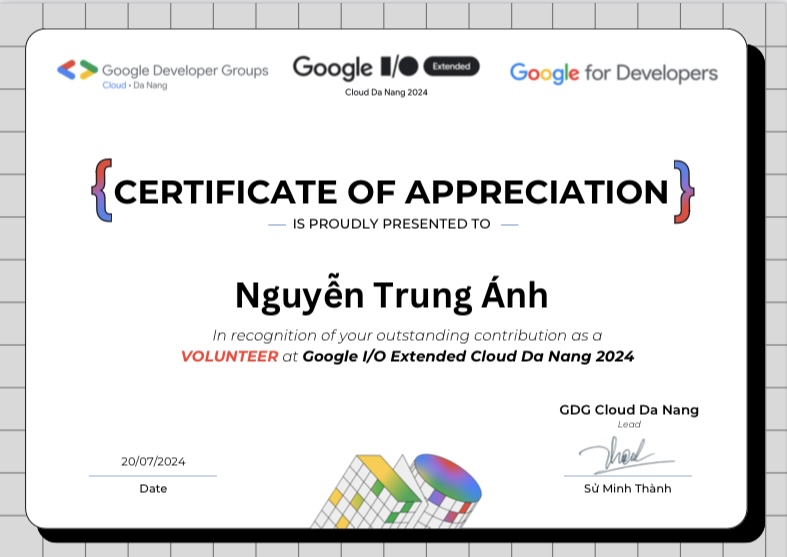 Google Developer Groups
Cloud • Da Nang
Google I/O Extended
Cloud Da Nang 2024
Google for Developers
{CERTIFICATE OF APPRECIATION}
IS PROUDLY PRESENTED TO
Nguyễn Trung Ánh
In recognition of your outstanding contribution as a
VOLUNTEER at Google I/O Extended Cloud Da Nang 2024
GDG Cloud Da Nang
Lead
20/07/2024
Date
Sử Minh Thành